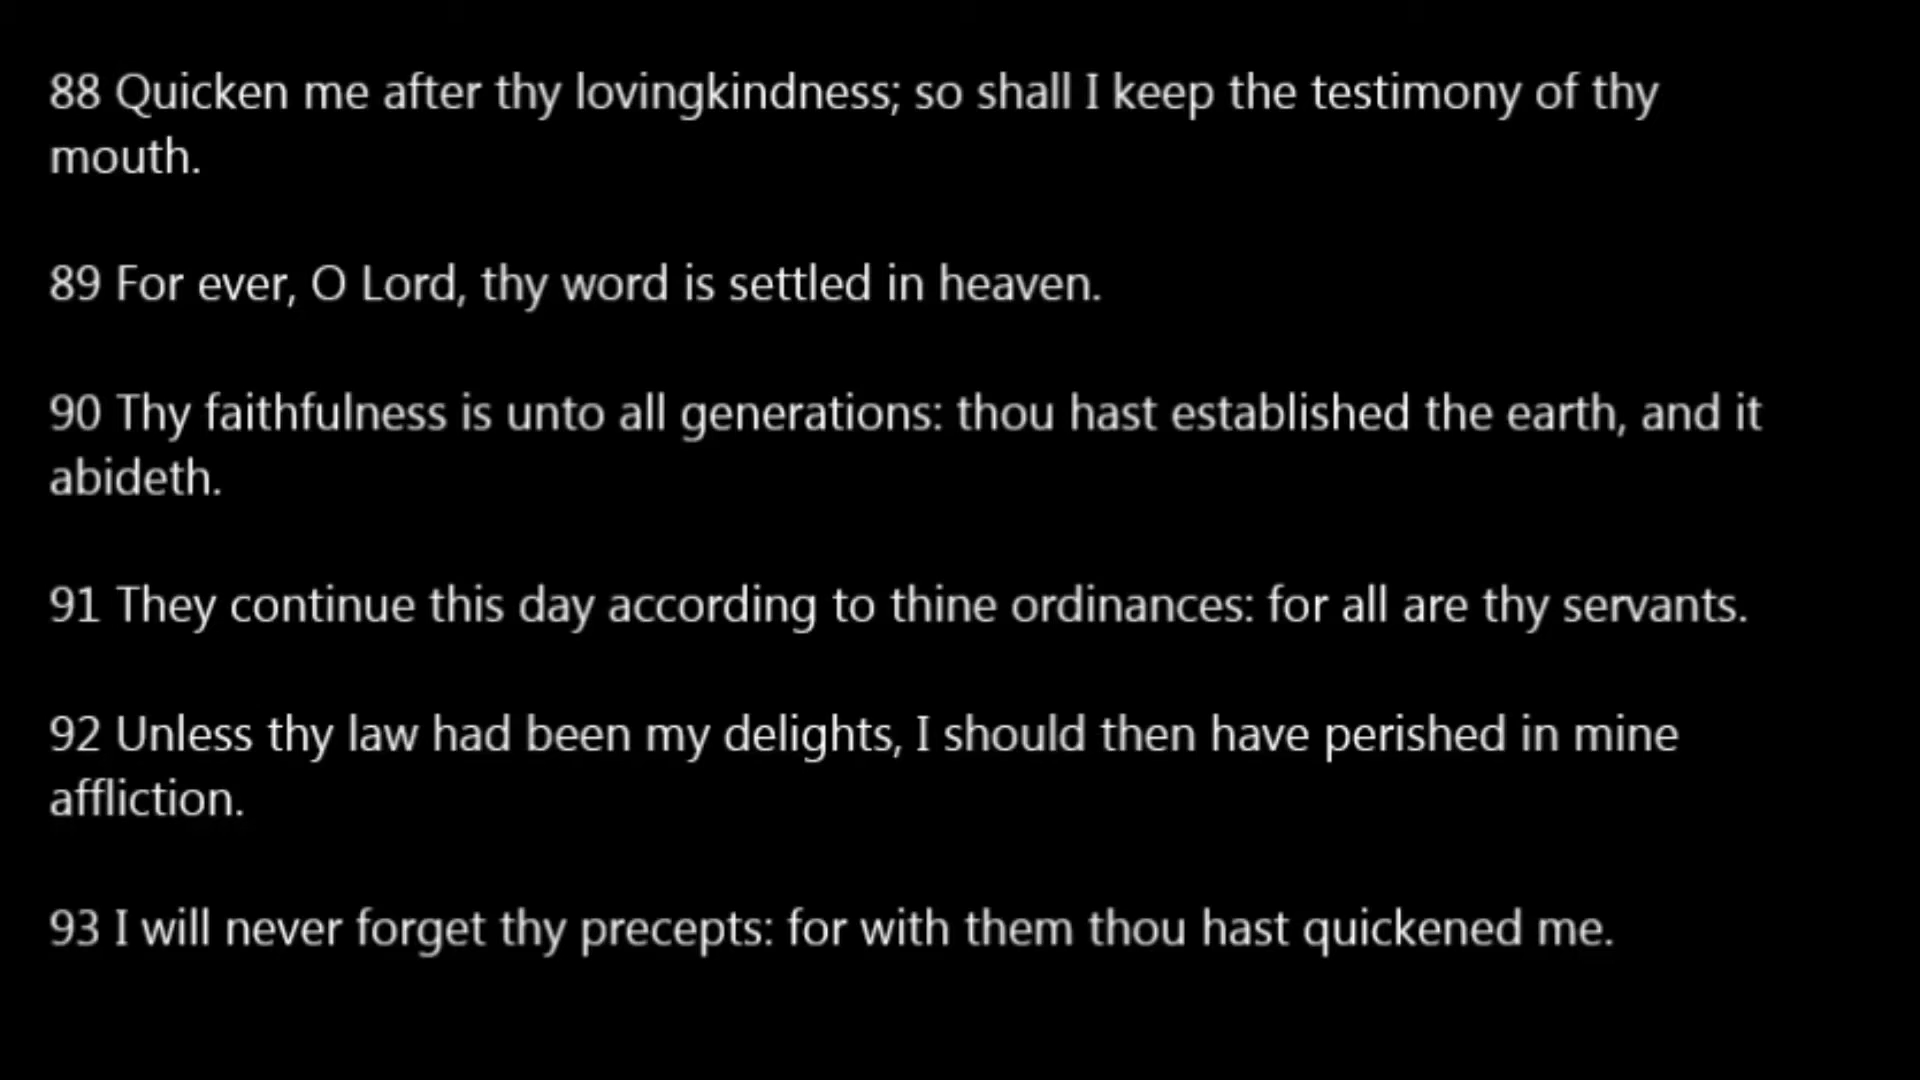 88 Quicken me after thy lovingkindness; so shall I keep the testimony of thy
mouth.
89 For ever, O Lord, thy word is settled in heaven.
90 Thy faithfulness is unto all generations: thou hast established the earth, and it
abideth.
91 They continue this day according to thine ordinances: for all are thy servants.
92 Unless thy law had been my delights, I should then have perished in mine
affliction.
93 I will never forget thy precepts: for with them thou hast quickened me.